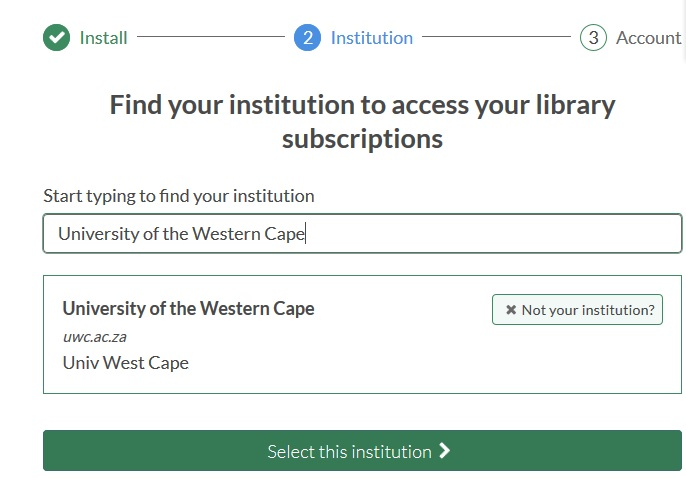 Install 2 Institution 3 Account
Find your institution to access your library
subscriptions
Start typing to find your institution
University of the Western Cape
University of the Western Cape
✖ Not your institution?
uwc.ac.za
Univ West Cape
Select this institution